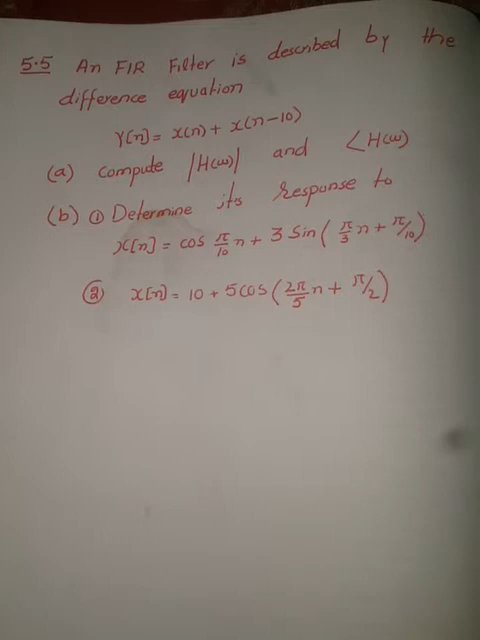 5.5 An FIR Filter is described by the
difference equation
Y[n] = x(n) + x(n-10)
(a) compute |H(ω)| and ∠H(ω)
(b) ① Determine its response to
x[n] = cos π/10 n + 3 sin(π/3 n + π/10)
② x[n] = 10 + 5cos(2π/5 n + π/2)